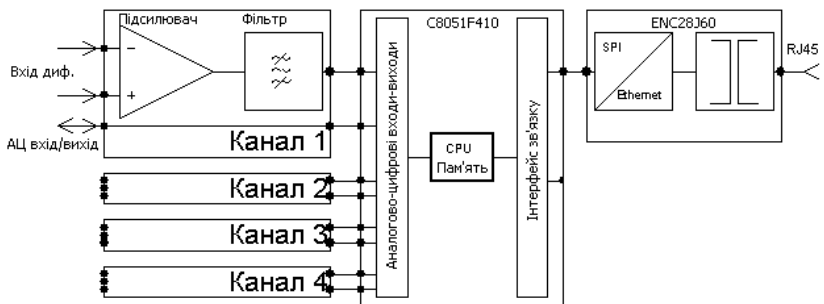 Підсилювач
Фільтр
C8051F410
ENC28J60
RJ45
SPI
Ethernet
−
+
Вхід диф.
АЦ вхід/вихід
Канал 1
Канал 2
Канал 3
Канал 4
Аналогово-цифрові входи-виходи
CPU
Пам'ять
Інтерфейс зв'язку